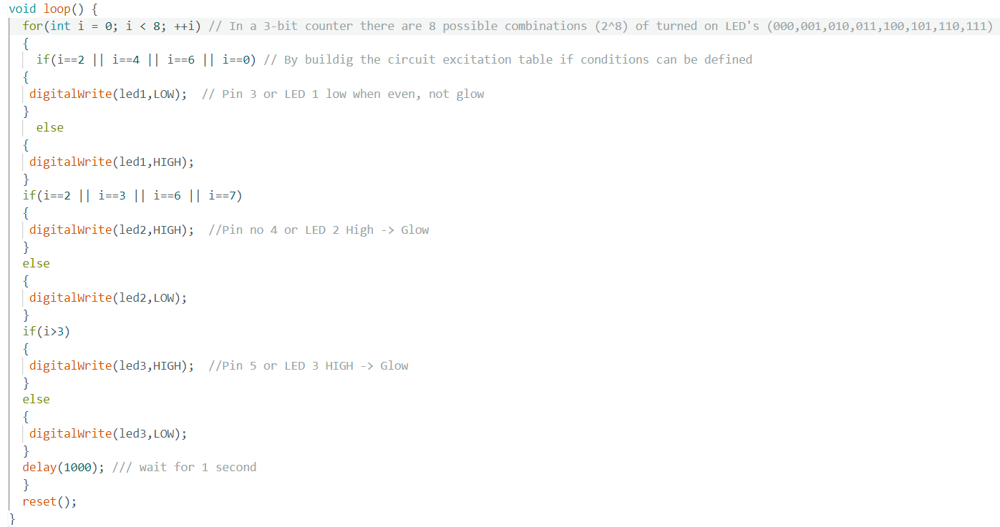 void loop() {
for(int i = 0; i < 8; ++i) // In a 3-bit counter there are 8 possible combinations (2^8) of turned on LED's (000,001,010,011,100,101,110,111)
{
if(i==2 || i==4 || i==6 || i==0) // By buildig the circuit excitation table if conditions can be defined
{
digitalWrite(led1,LOW);  // Pin 3 or LED 1 low when even, not glow
}
else
{
digitalWrite(led1,HIGH);
}
if(i==2 || i==3 || i==6 || i==7)
{
digitalWrite(led2,HIGH);  //Pin no 4 or LED 2 High -> Glow
}
else
{
digitalWrite(led2,LOW);
}
if(i>3)
{
digitalWrite(led3,HIGH);  //Pin 5 or LED 3 HIGH -> Glow
}
else
{
digitalWrite(led3,LOW);
}
delay(1000); /// wait for 1 second
}
reset();
}